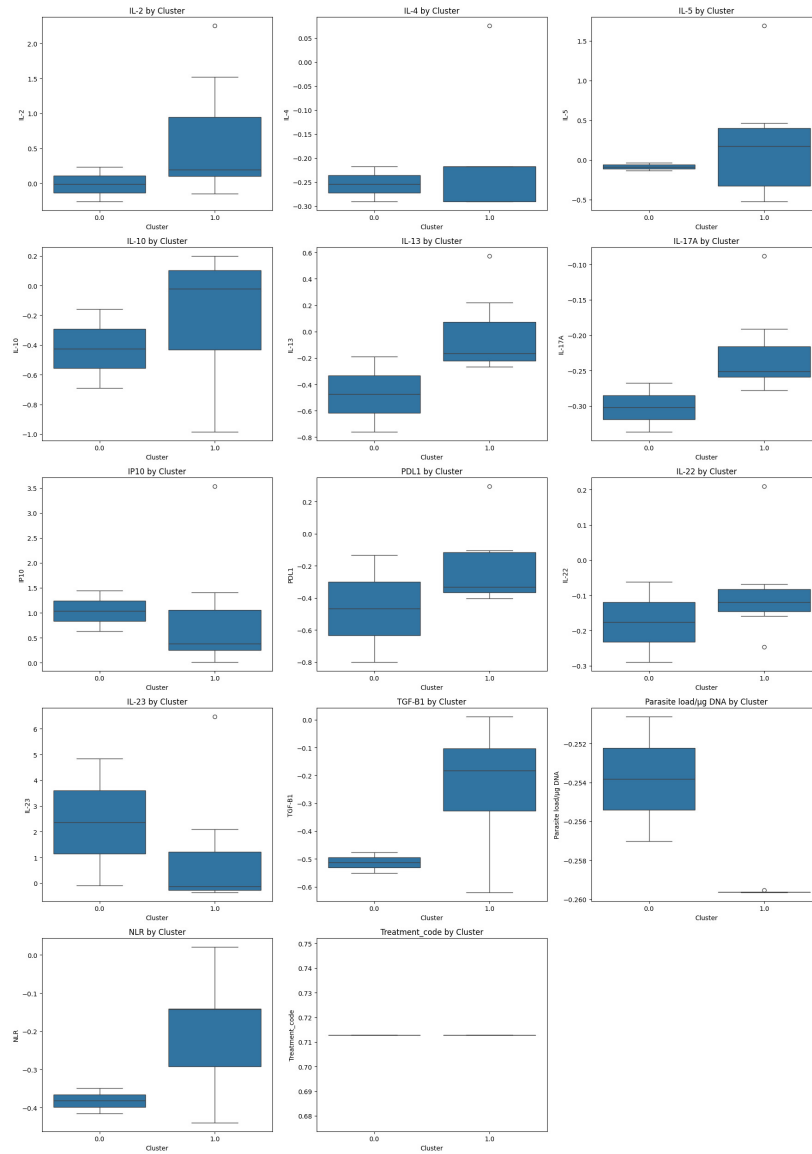 IL-2 by Cluster
IL-4 by Cluster
IL-5 by Cluster
2.0
1.5
1.0
0.5
0.0
IL-2
0.0
1.0
Cluster
0.05
0.00
−0.05
−0.10
−0.15
−0.20
−0.25
−0.30
IL-4
0.0
1.0
Cluster
1.5
1.0
0.5
0.0
−0.5
IL-5
0.0
1.0
Cluster
IL-10 by Cluster
IL-13 by Cluster
IL-17A by Cluster
0.2
0.0
−0.2
−0.4
−0.6
−0.8
−1.0
IL-10
0.0
1.0
Cluster
0.6
0.4
0.2
0.0
−0.2
−0.4
−0.6
−0.8
IL-13
0.0
1.0
Cluster
−0.10
−0.15
−0.20
−0.25
−0.30
IL-17A
0.0
1.0
Cluster
IP10 by Cluster
PDL1 by Cluster
IL-22 by Cluster
3.5
3.0
2.5
2.0
1.5
1.0
0.5
0.0
IP10
0.0
1.0
Cluster
0.2
0.0
−0.2
−0.4
−0.6
−0.8
PDL1
0.0
1.0
Cluster
0.2
0.1
0.0
−0.1
−0.2
−0.3
IL-22
0.0
1.0
Cluster
IL-23 by Cluster
TGF-B1 by Cluster
Parasite load/µg DNA by Cluster
6
5
4
3
2
1
0
IL-23
0.0
1.0
Cluster
0.0
−0.1
−0.2
−0.3
−0.4
−0.5
−0.6
TGF-B1
0.0
1.0
Cluster
−0.252
−0.254
−0.256
−0.258
−0.260
Parasite load/µg DNA
0.0
1.0
Cluster
NLR by Cluster
Treatment_code by Cluster
0.0
−0.1
−0.2
−0.3
−0.4
NLR
0.0
1.0
Cluster
0.75
0.74
0.73
0.72
0.71
0.70
0.69
0.68
Treatment_code
0.0
1.0
Cluster